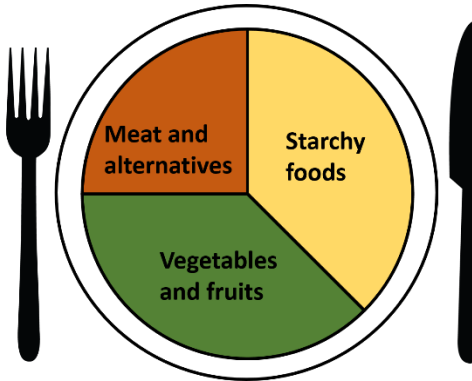 Meat and
alternatives
Starchy
foods
Vegetables
and fruits